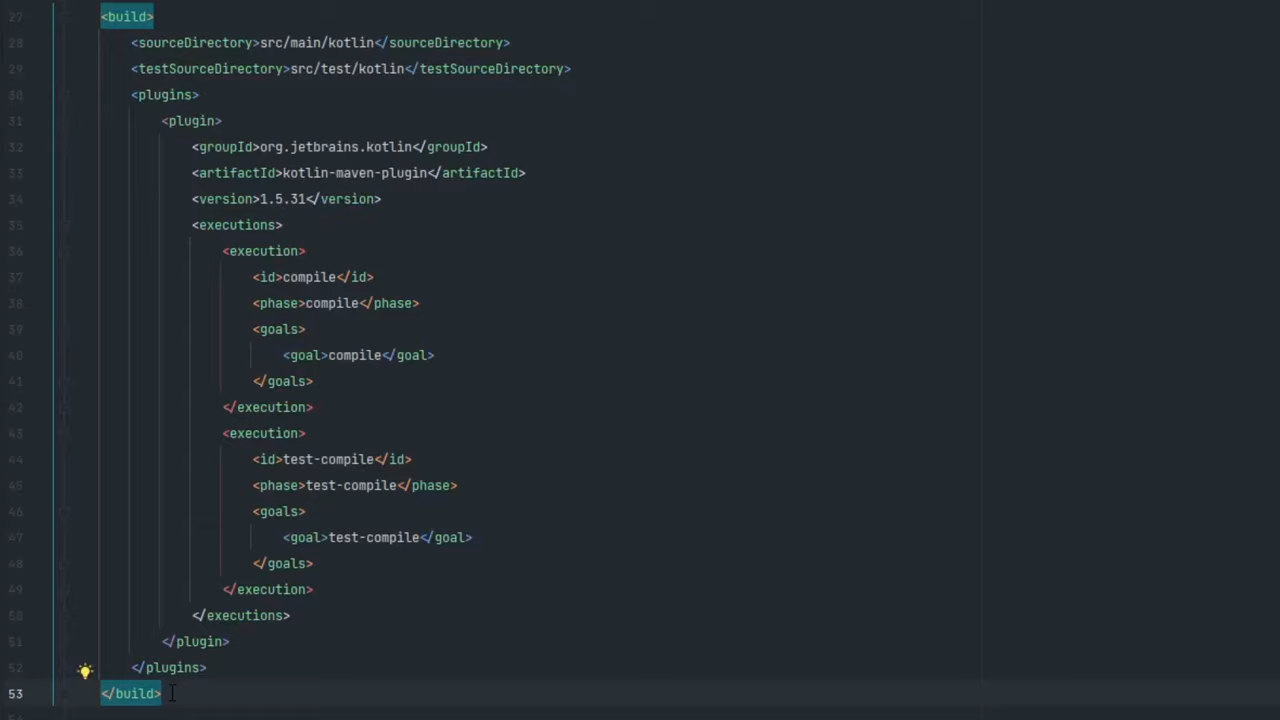 27 <build>
28 <sourceDirectory>src/main/kotlin</sourceDirectory>
29 <testSourceDirectory>src/test/kotlin</testSourceDirectory>
30 <plugins>
31 <plugin>
32 <groupId>org.jetbrains.kotlin</groupId>
33 <artifactId>kotlin-maven-plugin</artifactId>
34 <version>1.5.31</version>
35 <executions>
36 <execution>
37 <id>compile</id>
38 <phase>compile</phase>
39 <goals>
40 <goal>compile</goal>
41 </goals>
42 </execution>
43 <execution>
44 <id>test-compile</id>
45 <phase>test-compile</phase>
46 <goals>
47 <goal>test-compile</goal>
48 </goals>
49 </execution>
50 </executions>
51 </plugin>
52 </plugins>
53 </build>